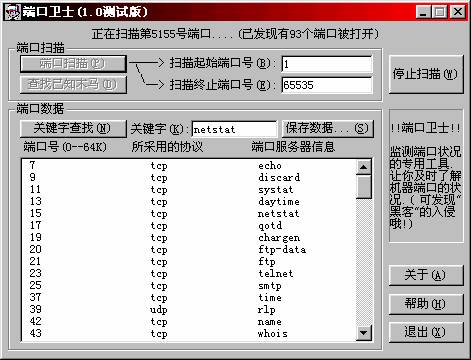 端口卫士(1.0测试版)
正在扫描第5155号端口....(已发现有93个端口被打开)
端口扫描
端口扫描(P)
扫描起始端口号(B): 1
查找已知木马(U)
扫描终止端口号(E): 65535
停止扫描(W)
端口数据
关键字查找(N) 关键字(K): netstat 保存数据...(S)
端口号(0--64K) 所采用的协议 端口服务器信息
7 tcp echo
9 tcp discard
11 tcp systat
13 tcp daytime
15 tcp netstat
17 tcp qotd
19 tcp chargen
20 tcp ftp-data
21 tcp ftp
23 tcp telnet
25 tcp smtp
37 tcp time
39 udp rlp
42 tcp name
43 tcp whois
!!端口卫士!!
监测端口状况
的专用工具.
让你及时了解
机器端口的状
况.(可发现"
黑客"的入侵
哦!)
关于(A)
帮助(H)
退出(X)